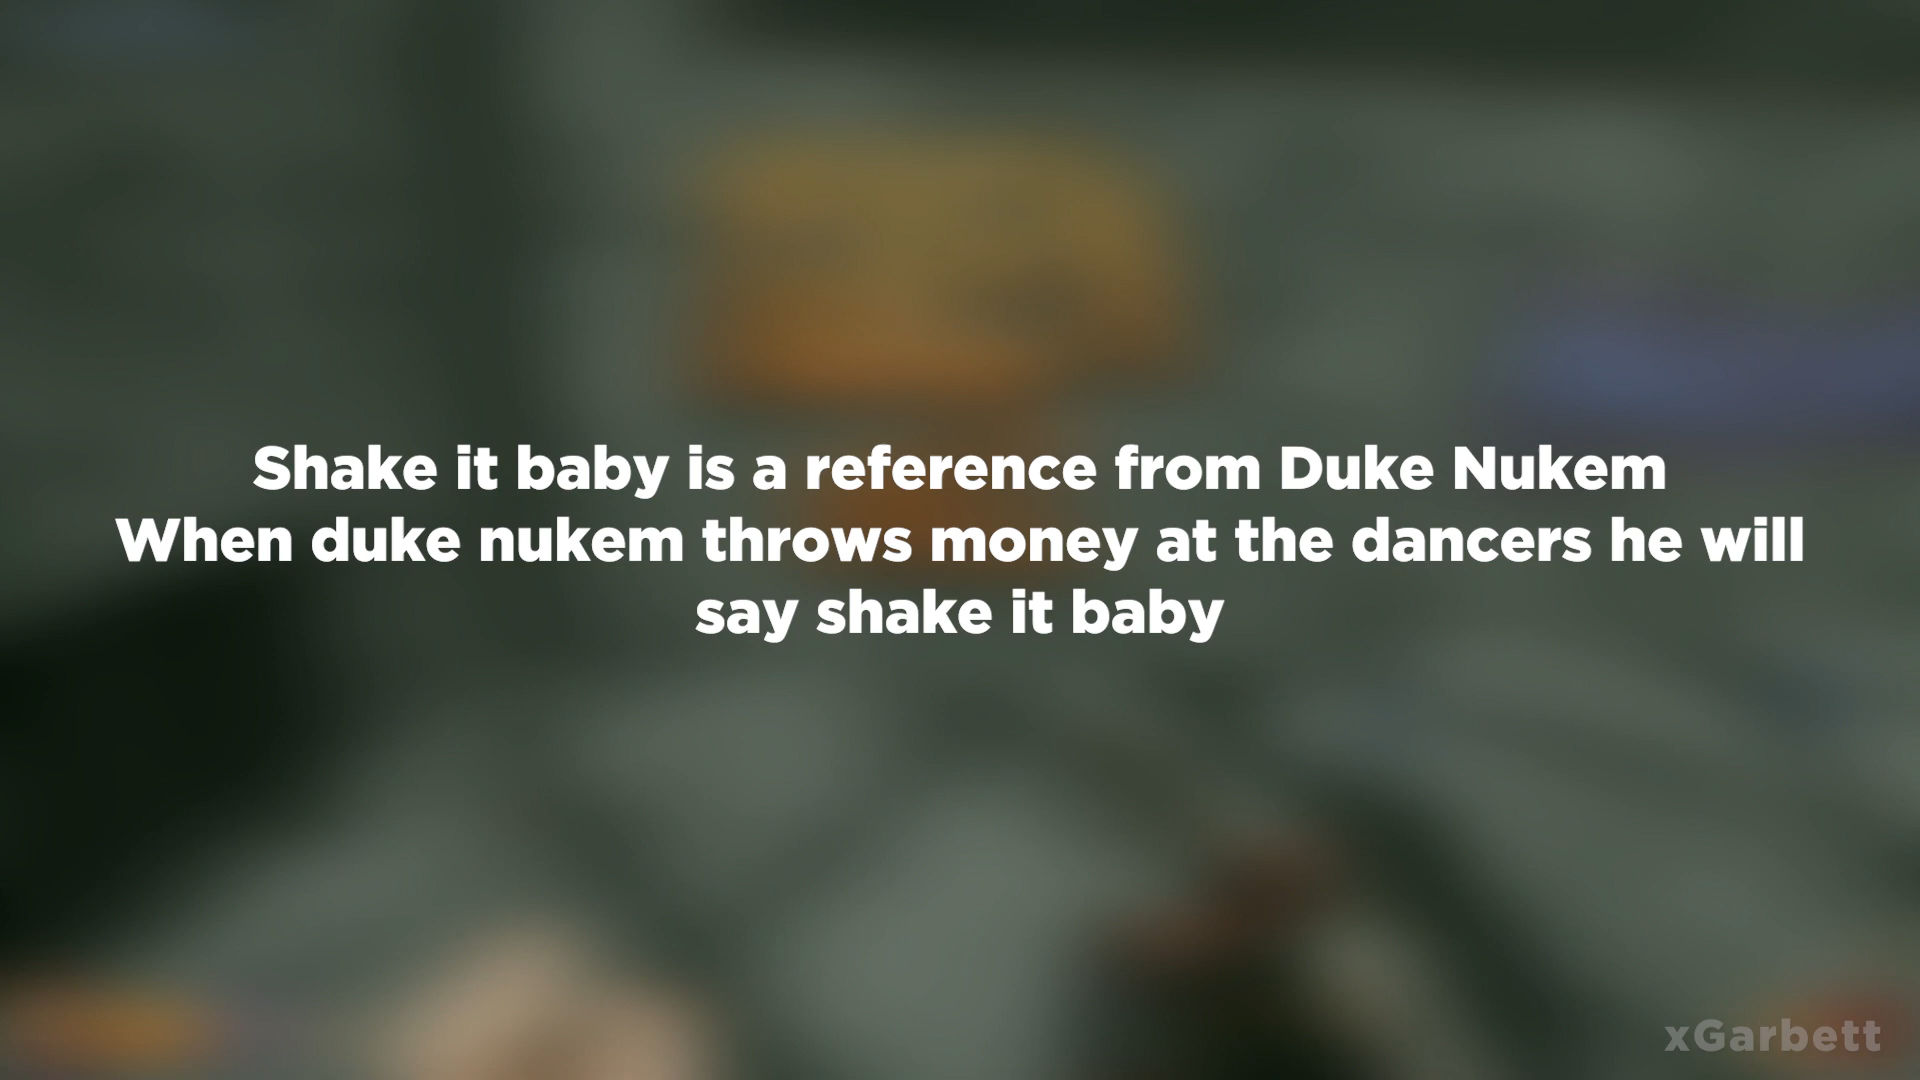 Shake it baby is a reference from Duke Nukem
When duke nukem throws money at the dancers he will
say shake it baby
xGarbett